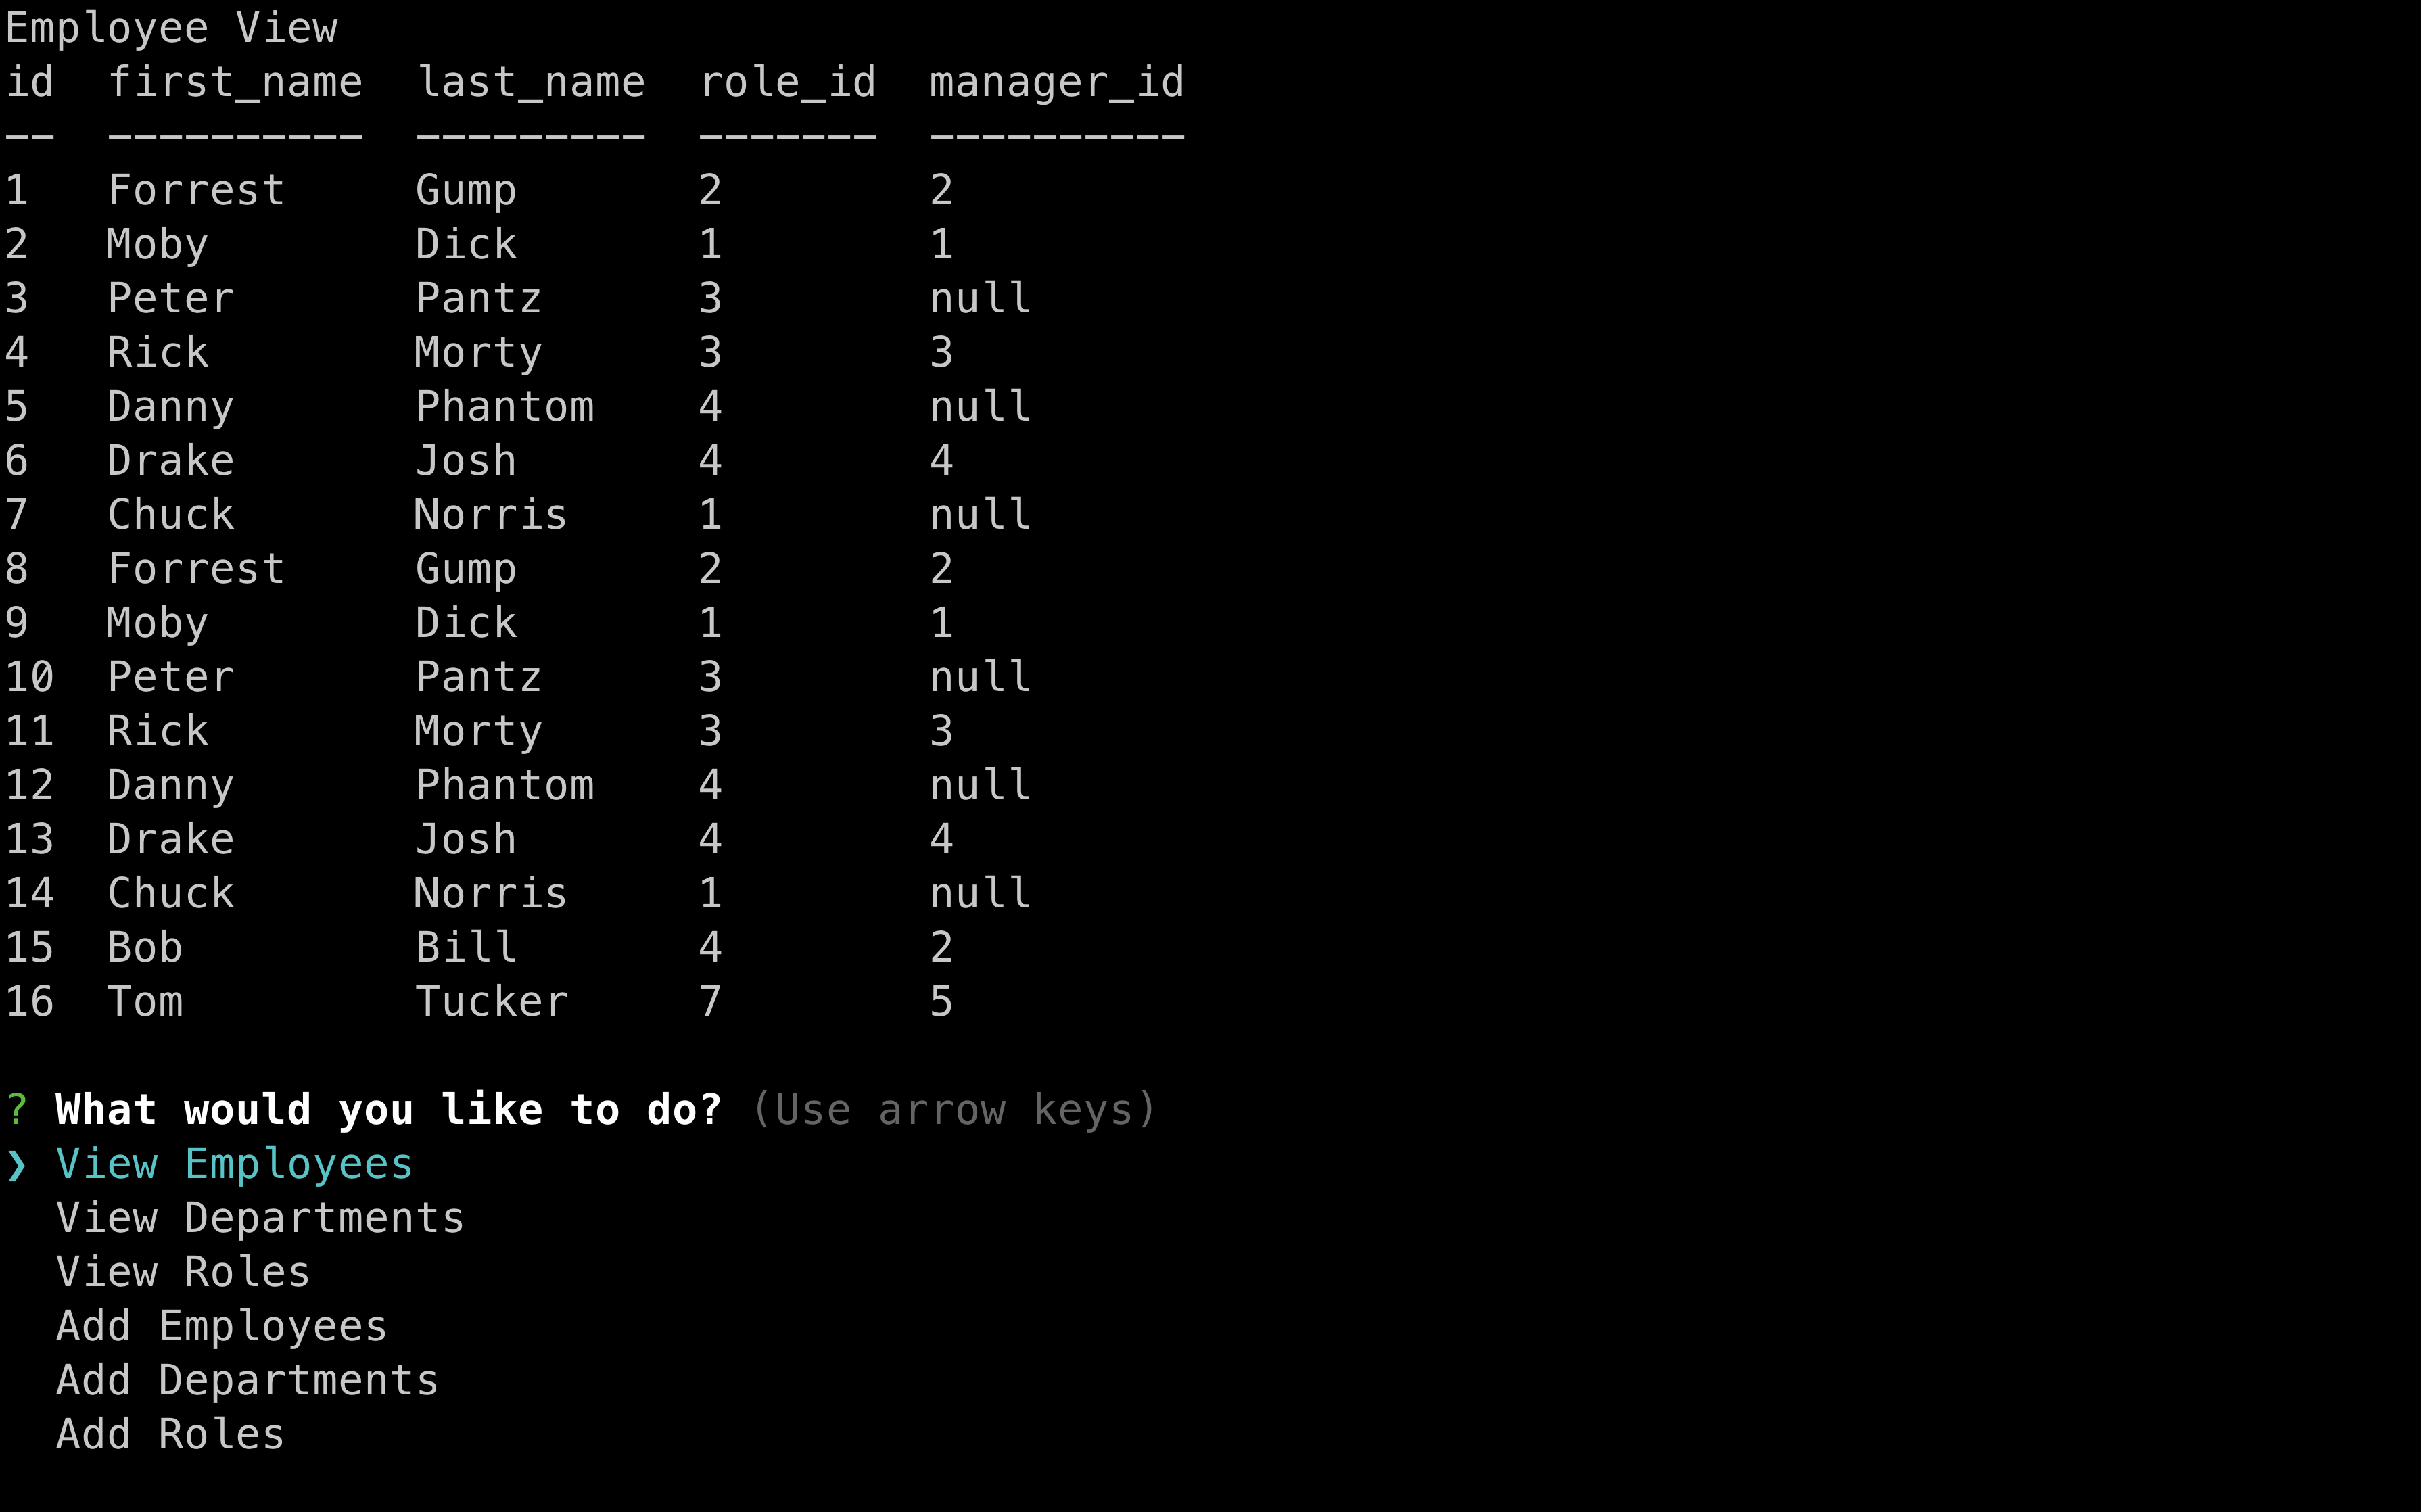 Employee View
id  first_name  last_name  role_id  manager_id
--  ----------  ---------  -------  ----------
1   Forrest     Gump       2        2
2   Moby        Dick       1        1
3   Peter       Pantz      3        null
4   Rick        Morty      3        3
5   Danny       Phantom    4        null
6   Drake       Josh       4        4
7   Chuck       Norris     1        null
8   Forrest     Gump       2        2
9   Moby        Dick       1        1
10  Peter       Pantz      3        null
11  Rick        Morty      3        3
12  Danny       Phantom    4        null
13  Drake       Josh       4        4
14  Chuck       Norris     1        null
15  Bob         Bill       4        2
16  Tom         Tucker     7        5
? What would you like to do? (Use arrow keys)
❯ View Employees
  View Departments
  View Roles
  Add Employees
  Add Departments
  Add Roles